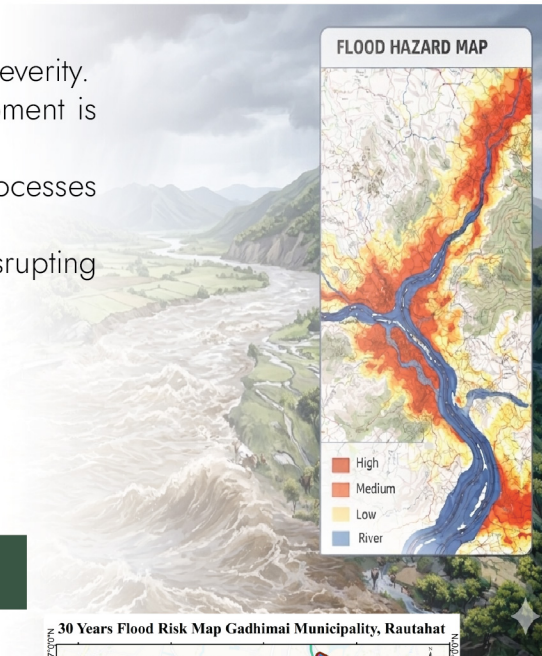 everity.
ment is
ocesses
srupting
FLOOD HAZARD MAP
High
Medium
Low
River
30 Years Flood Risk Map Gadhimai Municipality, Rautahat